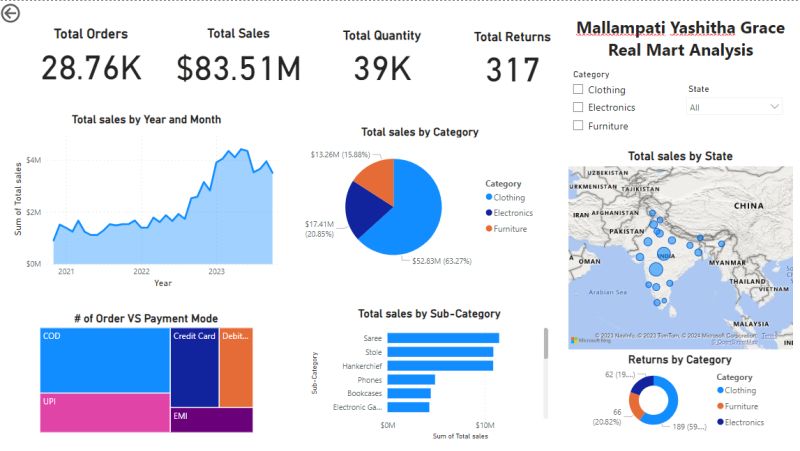 Total Orders
28.76K
Total Sales
$83.51M
Total Quantity
39K
Total Returns
317
Mallampati Yashitha Grace
Real Mart Analysis
Category
Clothing
Electronics
Furniture
State
All
Total sales by Year and Month
Sum of Total sales
$4M
$2M
$0M
2021
2022
2023
Year
Total sales by Category
$13.26M (15.88%)
$17.41M
(20.85%)
$52.83M (63.27%)
Category
Clothing
Electronics
Furniture
Total sales by State
UZBEKISTAN
TURKMENISTAN
TAJIKISTAN
CHINA
IRAN
AFGHANISTAN
PAKISTAN
OMAN
INDIA
MYANMAR
THAILAND
VIETNAM
Arabian Sea
MALAYSIA
IN
Microsoft Bing
© 2023 NavInfo, © 2023 TomTom, © 2024 Microsoft Corporation, Terms
© OpenStreetMap
# of Order VS Payment Mode
COD
UPI
Credit Card
Debit...
EMI
Total sales by Sub-Category
Sub-Category
Saree
Stole
Hankerchief
Phones
Bookcases
Electronic Ga...
$0M
$10M
Sum of Total sales
Returns by Category
62 (19....)
66
(20.82%)
189 (59....)
Category
Clothing
Furniture
Electronics